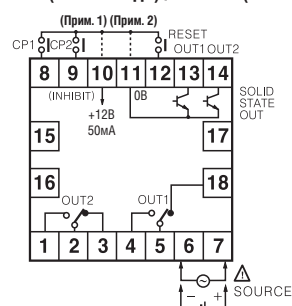 (Прим. 1) (Прим. 2)
RESET
CP1 CP2 OUT1 OUT2
8 9 10 11 12 13 14
(INHIBIT) 0В SOLID
+12В STATE
50мА OUT
15 17
16 18
OUT2 OUT1
1 2 3 4 5 6 7
SOURCE